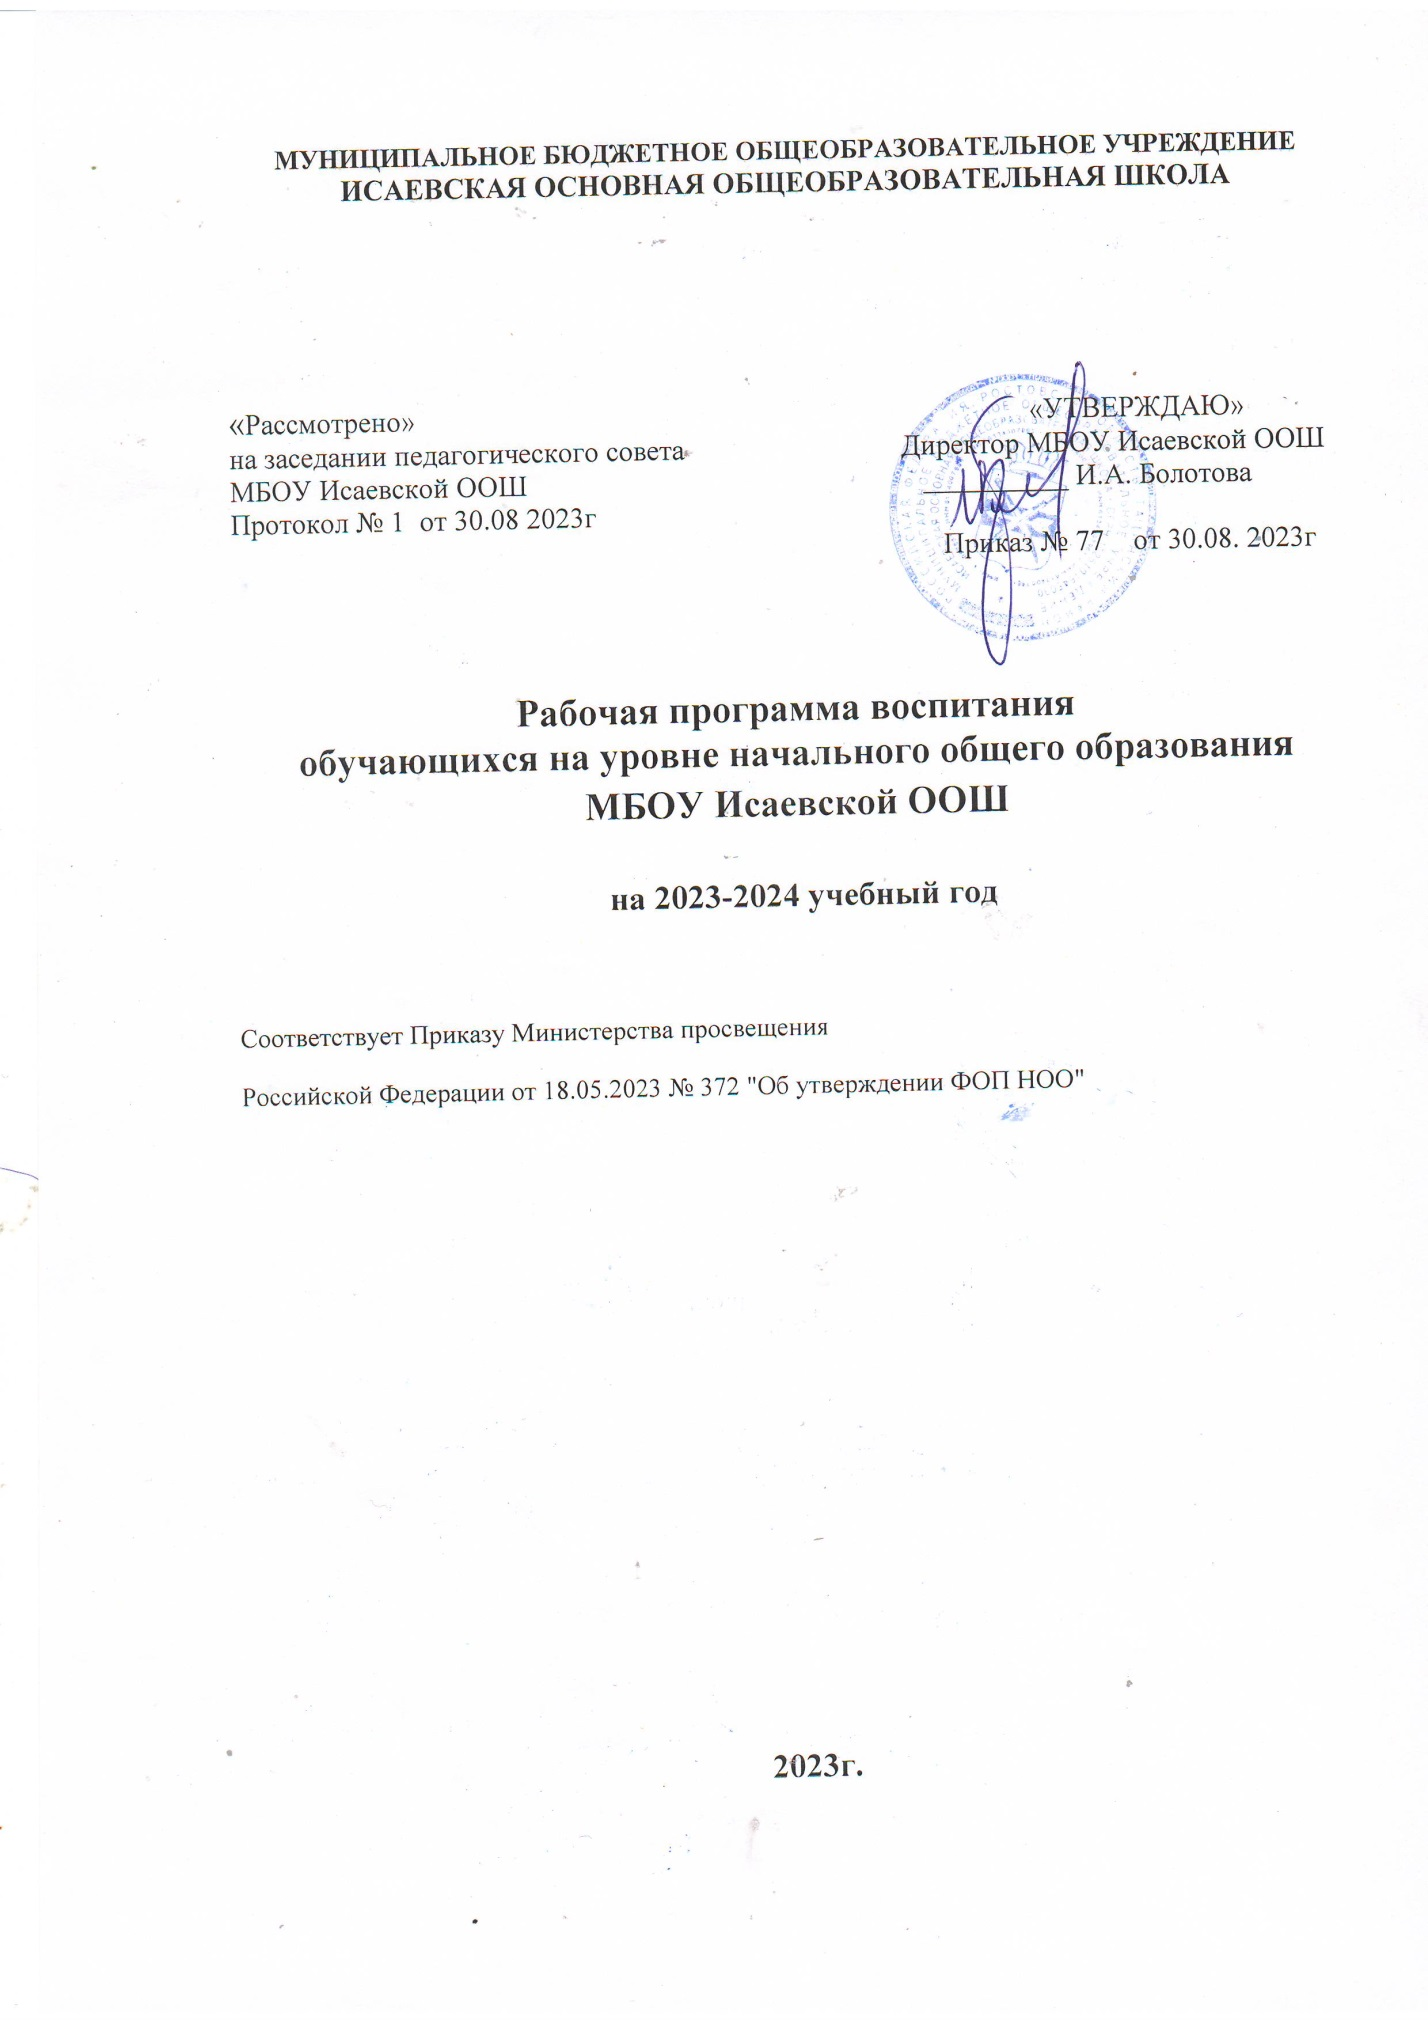 МУНИЦИПАЛЬНОЕ БЮДЖЕТНОЕ ОБЩЕОБРАЗОВАТЕЛЬНОЕ УЧРЕЖДЕНИЕ
ИСАЕВСКАЯ ОСНОВНАЯ ОБЩЕОБРАЗОВАТЕЛЬНАЯ ШКОЛА
«Рассмотрено»
на заседании педагогического совета
МБОУ Исаевской ООШ
Протокол № 1 от 30.08 2023г
«УТВЕРЖДАЮ»
Директор МБОУ Исаевской ООШ
__________ И.А. Болотова
Приказ № 77 от 30.08. 2023г
Рабочая программа воспитания
обучающихся на уровне начального общего образования
МБОУ Исаевской ООШ
на 2023-2024 учебный год
Соответствует Приказу Министерства просвещения
Российской Федерации от 18.05.2023 № 372 "Об утверждении ФОП НОО"
2023г.